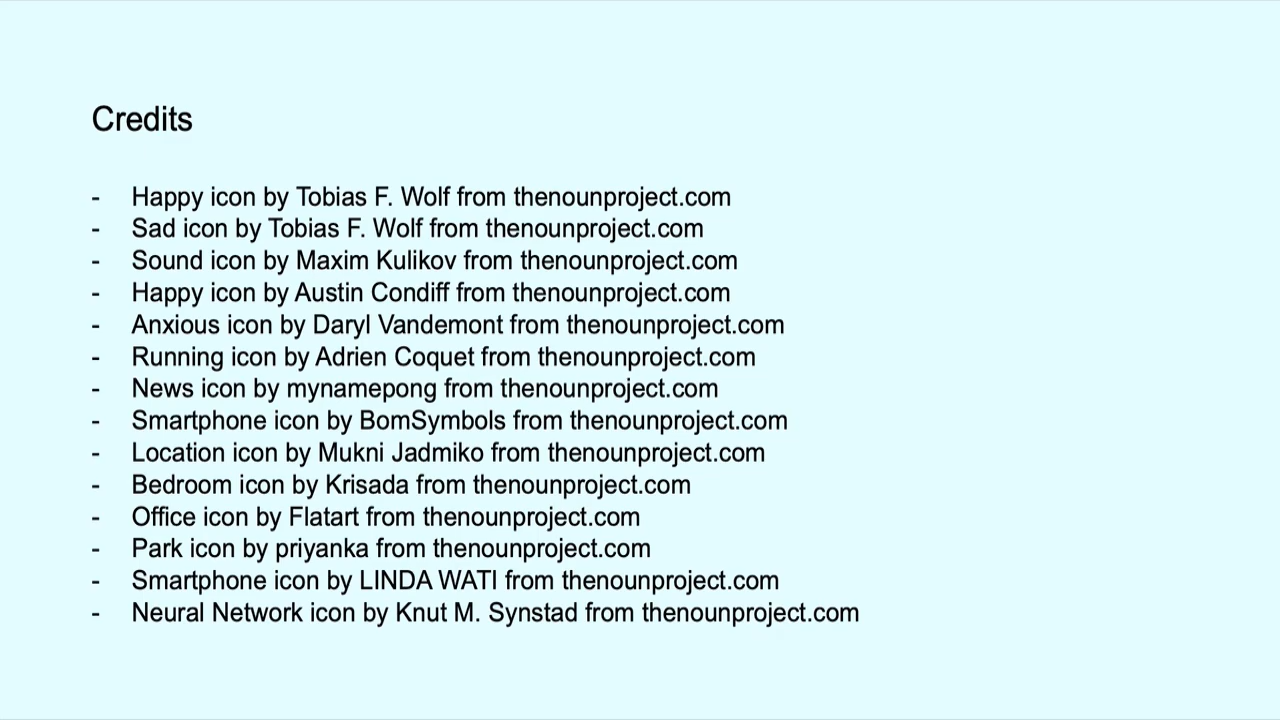 Credits
- Happy icon by Tobias F. Wolf from thenounproject.com
- Sad icon by Tobias F. Wolf from thenounproject.com
- Sound icon by Maxim Kulikov from thenounproject.com
- Happy icon by Austin Condiff from thenounproject.com
- Anxious icon by Daryl Vandemont from thenounproject.com
- Running icon by Adrien Coquet from thenounproject.com
- News icon by mynamepong from thenounproject.com
- Smartphone icon by BomSymbols from thenounproject.com
- Location icon by Mukni Jadmiko from thenounproject.com
- Bedroom icon by Krisada from thenounproject.com
- Office icon by Flatart from thenounproject.com
- Park icon by priyanka from thenounproject.com
- Smartphone icon by LINDA WATI from thenounproject.com
- Neural Network icon by Knut M. Synstad from thenounproject.com